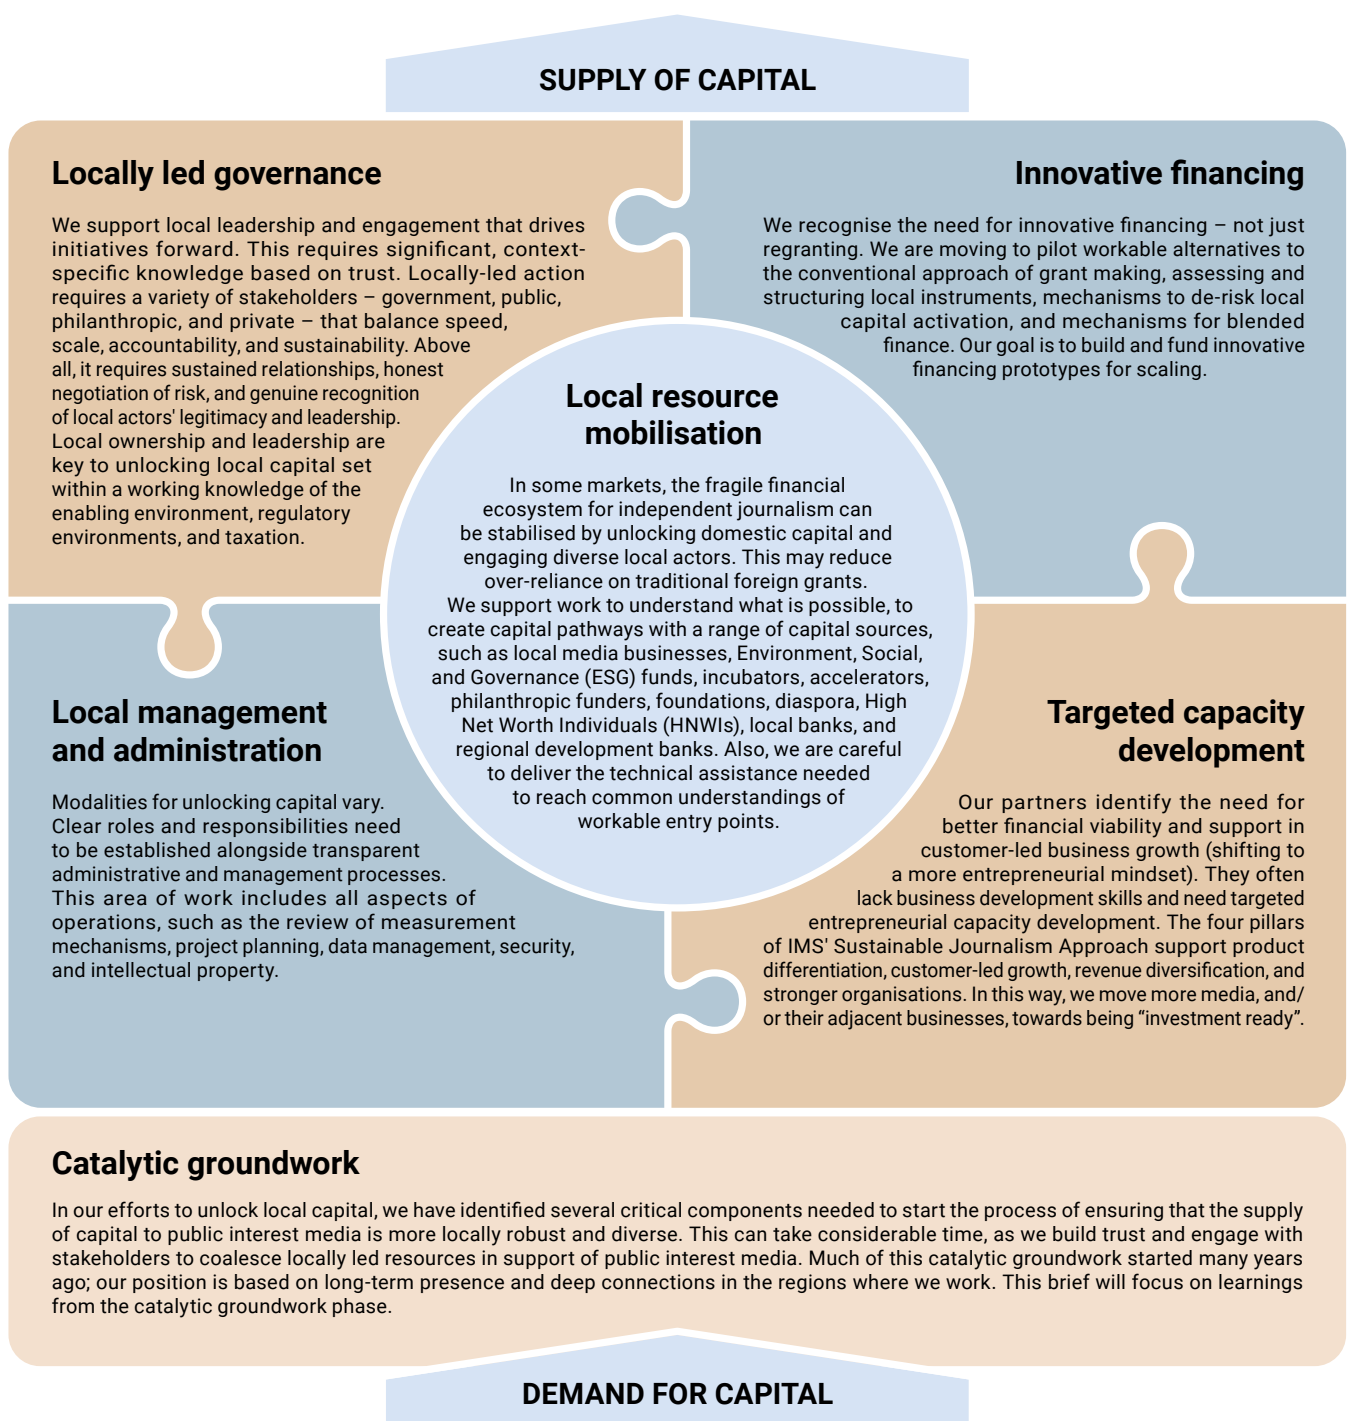 SUPPLY OF CAPITAL
Locally led governance
We support local leadership and engagement that drives
initiatives forward. This requires significant, context-
specific knowledge based on trust. Locally-led action
requires a variety of stakeholders – government, public,
philanthropic, and private – that balance speed,
scale, accountability, and sustainability. Above
all, it requires sustained relationships, honest
negotiation of risk, and genuine recognition
of local actors' legitimacy and leadership.
Local ownership and leadership are
key to unlocking local capital set
within a working knowledge of the
enabling environment, regulatory
environments, and taxation.
Innovative financing
We recognise the need for innovative financing – not just
regranting. We are moving to pilot workable alternatives to
the conventional approach of grant making, assessing and
structuring local instruments, mechanisms to de-risk local
capital activation, and mechanisms for blended
finance. Our goal is to build and fund innovative
financing prototypes for scaling.
Local resource
mobilisation
In some markets, the fragile financial
ecosystem for independent journalism can
be stabilised by unlocking domestic capital and
engaging diverse local actors. This may reduce
over-reliance on traditional foreign grants.
We support work to understand what is possible, to
create capital pathways with a range of capital sources,
such as local media businesses, Environment, Social,
and Governance (ESG) funds, incubators, accelerators,
philanthropic funders, foundations, diaspora, High
Net Worth Individuals (HNWIs), local banks, and
regional development banks. Also, we are careful
to deliver the technical assistance needed
to reach common understandings of
workable entry points.
Local management
and administration
Modalities for unlocking capital vary.
Clear roles and responsibilities need
to be established alongside transparent
administrative and management processes.
This area of work includes all aspects of
operations, such as the review of measurement
mechanisms, project planning, data management, security,
and intellectual property.
Targeted capacity
development
Our partners identify the need for
better financial viability and support in
customer-led business growth (shifting to
a more entrepreneurial mindset). They often
lack business development skills and need targeted
entrepreneurial capacity development. The four pillars
of IMS' Sustainable Journalism Approach support product
differentiation, customer-led growth, revenue diversification, and
stronger organisations. In this way, we move more media, and/
or their adjacent businesses, towards being “investment ready”.
Catalytic groundwork
In our efforts to unlock local capital, we have identified several critical components needed to start the process of ensuring that the supply
of capital to public interest media is more locally robust and diverse. This can take considerable time, as we build trust and engage with
stakeholders to coalesce locally led resources in support of public interest media. Much of this catalytic groundwork started many years
ago; our position is based on long-term presence and deep connections in the regions where we work. This brief will focus on learnings
from the catalytic groundwork phase.
DEMAND FOR CAPITAL